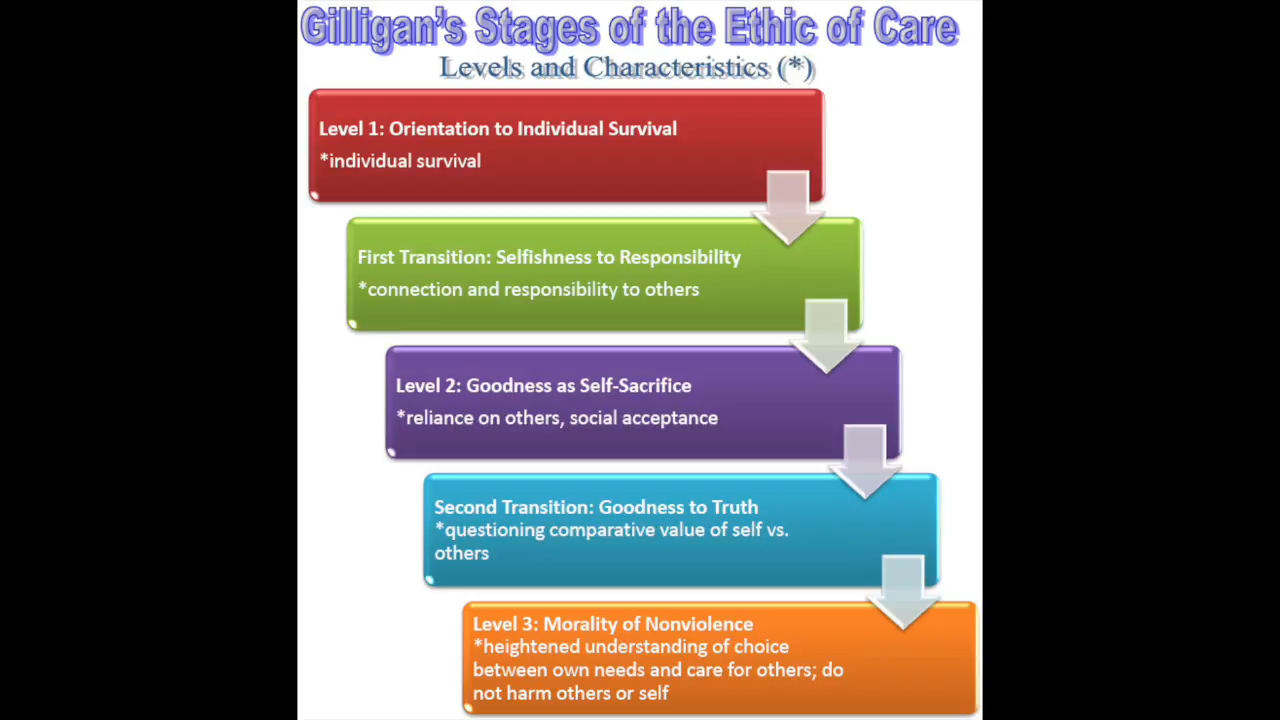 Gilligan's Stages of the Ethic of Care
Levels and Characteristics (*)
Level 1: Orientation to Individual Survival
*individual survival
First Transition: Selfishness to Responsibility
*connection and responsibility to others
Level 2: Goodness as Self-Sacrifice
*reliance on others, social acceptance
Second Transition: Goodness to Truth
*questioning comparative value of self vs.
others
Level 3: Morality of Nonviolence
*heightened understanding of choice
between own needs and care for others; do
not harm others or self